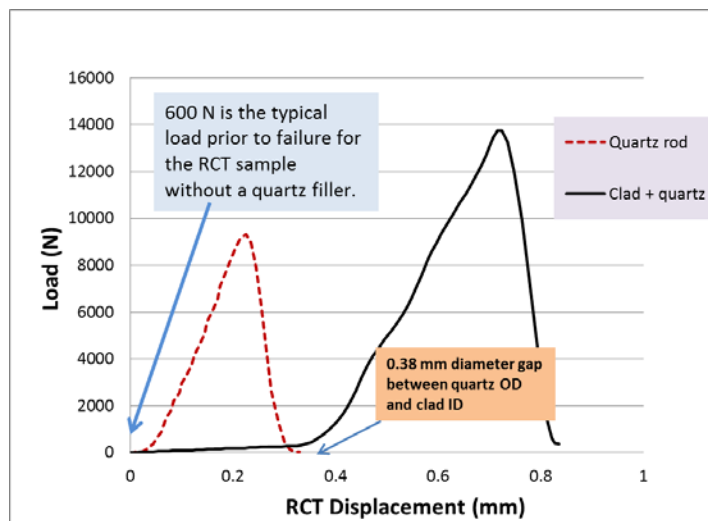 16000
14000
12000
10000
8000
6000
4000
2000
0
Load (N)
600 N is the typical
load prior to failure for
the RCT sample
without a quartz filler.
Quartz rod
Clad + quartz
0.38 mm diameter gap
between quartz OD
and clad ID
0 0.2 0.4 0.6 0.8 1
RCT Displacement (mm)